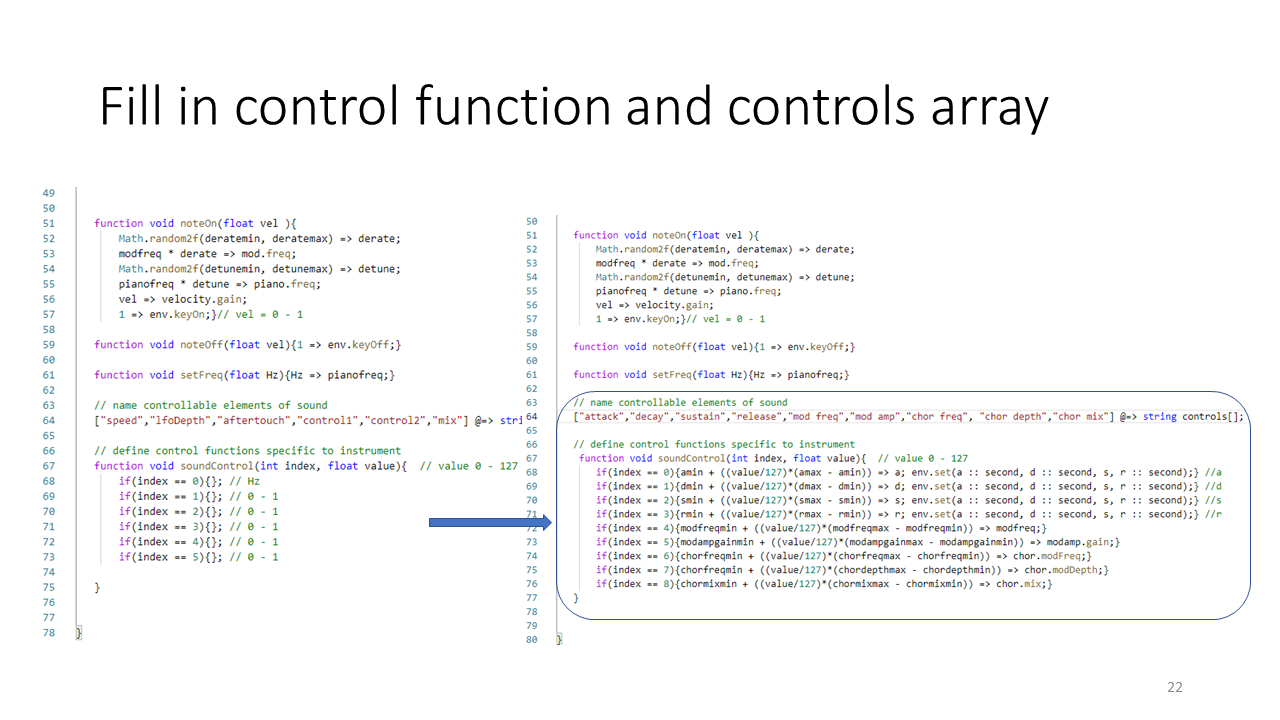 Fill in control function and controls array
49
50
51 function void noteOn(float vel ){
52 Math.random2f(deratemin, deratemax) => derate;
53 modfreq * derate => mod.freq;
54 Math.random2f(detunemin, detunemax) => detune;
55 pianofreq * detune => piano.freq;
56 vel => velocity.gain;
57 1 => env.keyOn;}// vel = 0 - 1
58
59 function void noteOff(float vel){1 => env.keyOff;}
60
61 function void setFreq(float Hz){Hz => pianofreq;}
62
63 // name controllable elements of sound
64 ["speed","lfoDepth","aftertouch","control1","control2","mix"] @=> stri
65
66 // define control functions specific to instrument
67 function void soundControl(int index, float value){ // value 0 - 127
68 if(index == 0){}; // Hz
69 if(index == 1){}; // 0 - 1
70 if(index == 2){}; // 0 - 1
71 if(index == 3){}; // 0 - 1
72 if(index == 4){}; // 0 - 1
73 if(index == 5){}; // 0 - 1
74
75 }
76
77
78 }
50
51 function void noteOn(float vel ){
52 Math.random2f(deratemin, deratemax) => derate;
53 modfreq * derate => mod.freq;
54 Math.random2f(detunemin, detunemax) => detune;
55 pianofreq * detune => piano.freq;
56 vel => velocity.gain;
57 1 => env.keyOn;}// vel = 0 - 1
58
59 function void noteOff(float vel){1 => env.keyOff;}
60
61 function void setFreq(float Hz){Hz => pianofreq;}
62
63 // name controllable elements of sound
64 ["attack","decay","sustain","release","mod freq","mod amp","chor freq", "chor depth","chor mix"] @=> string controls[];
65
66 // define control functions specific to instrument
67 function void soundControl(int index, float value){ // value 0 - 127
68 if(index == 0){amin + ((value/127)*(amax - amin)) => a; env.set(a :: second, d :: second, s, r :: second);} //a
69 if(index == 1){dmin + ((value/127)*(dmax - dmin)) => d; env.set(a :: second, d :: second, s, r :: second);} //d
70 if(index == 2){smin + ((value/127)*(smax - smin)) => s; env.set(a :: second, d :: second, s, r :: second);} //s
71 if(index == 3){rmin + ((value/127)*(rmax - rmin)) => r; env.set(a :: second, d :: second, s, r :: second);} //r
72 if(index == 4){modfreqmin + ((value/127)*(modfreqmax - modfreqmin)) => modfreq;}
73 if(index == 5){modampgainmin + ((value/127)*(modampgainmax - modampgainmin)) => modamp.gain;}
74 if(index == 6){chorfreqmin + ((value/127)*(chorfreqmax - chorfreqmin)) => chor.modFreq;}
75 if(index == 7){chorfreqmin + ((value/127)*(chordepthmax - chordepthmin)) => chor.modDepth;}
76 if(index == 8){chormixmin + ((value/127)*(chormixmax - chormixmin)) => chor.mix;}
77 }
78
79
80 }
22